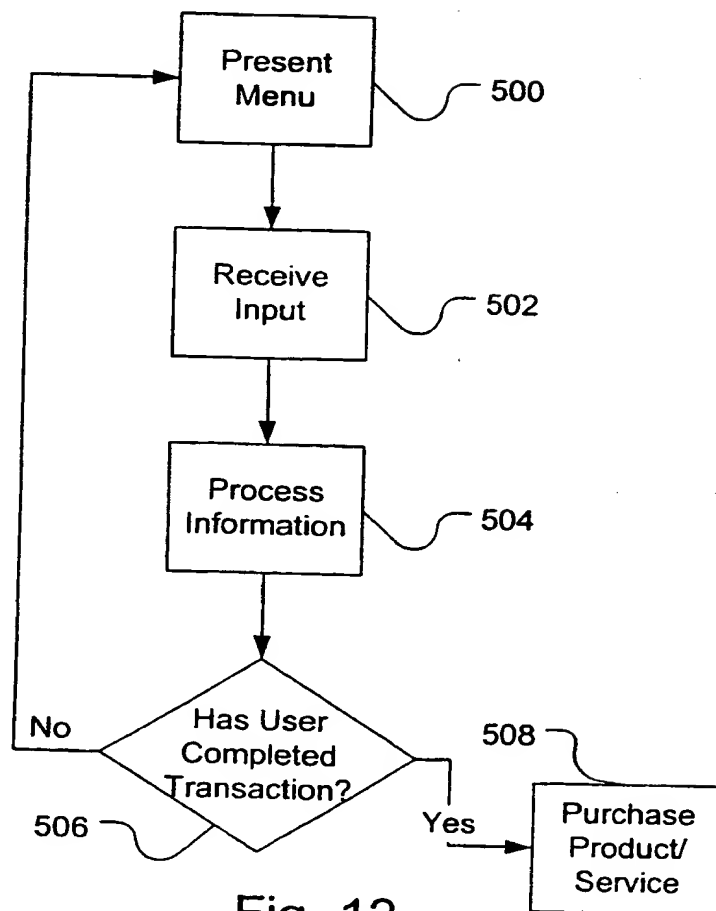 Present
Menu
500
Receive
Input
502
Process
Information
504
No
Has User
Completed
Transaction?
506
Yes
508
Purchase
Product/
Service